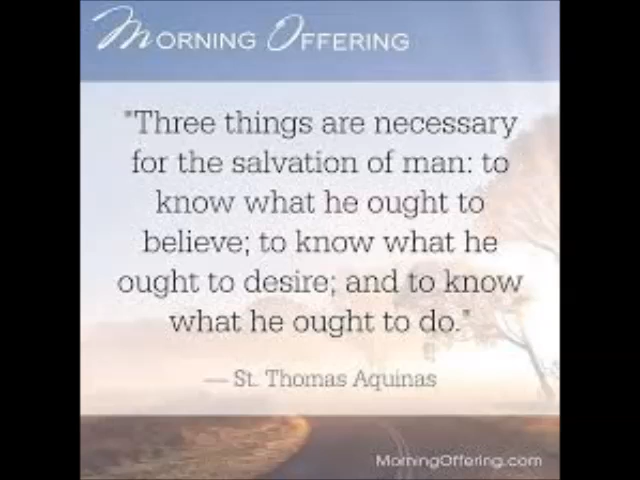 Morning Offering
"Three things are necessary
for the salvation of man: to
know what he ought to
believe; to know what he
ought to desire; and to know
what he ought to do."
— St. Thomas Aquinas
MorningOffering.com